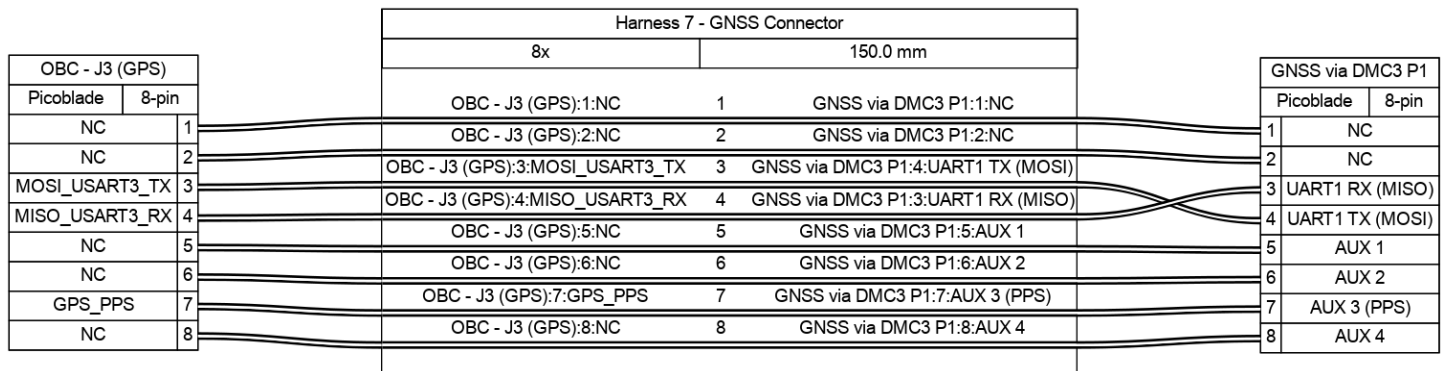 Harness 7 - GNSS Connector
8x 150.0 mm
OBC - J3 (GPS)
Picoblade 8-pin
NC 1
NC 2
MOSI_USART3_TX 3
MISO_USART3_RX 4
NC 5
NC 6
GPS_PPS 7
NC 8
OBC - J3 (GPS):1:NC 1 GNSS via DMC3 P1:1:NC
OBC - J3 (GPS):2:NC 2 GNSS via DMC3 P1:2:NC
OBC - J3 (GPS):3:MOSI_USART3_TX 3 GNSS via DMC3 P1:4:UART1 TX (MOSI)
OBC - J3 (GPS):4:MISO_USART3_RX 4 GNSS via DMC3 P1:3:UART1 RX (MISO)
OBC - J3 (GPS):5:NC 5 GNSS via DMC3 P1:5:AUX 1
OBC - J3 (GPS):6:NC 6 GNSS via DMC3 P1:6:AUX 2
OBC - J3 (GPS):7:GPS_PPS 7 GNSS via DMC3 P1:7:AUX 3 (PPS)
OBC - J3 (GPS):8:NC 8 GNSS via DMC3 P1:8:AUX 4
GNSS via DMC3 P1
Picoblade 8-pin
1 NC
2 NC
3 UART1 RX (MISO)
4 UART1 TX (MOSI)
5 AUX 1
6 AUX 2
7 AUX 3 (PPS)
8 AUX 4